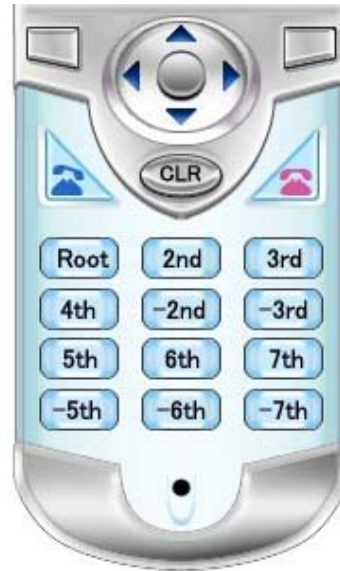 CLR
Root 2nd 3rd
4th -2nd -3rd
5th 6th 7th
-5th -6th -7th